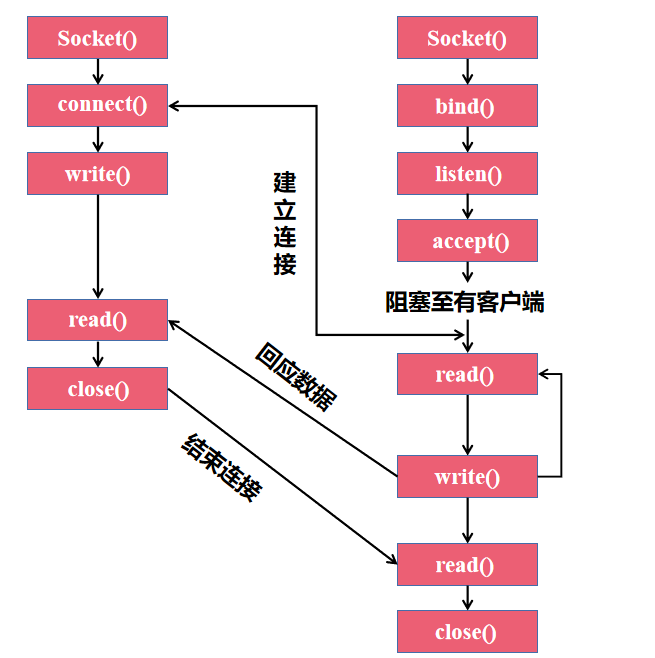 Socket()
connect()
write()
read()
close()
建立连接
回应数据
结束连接
Socket()
bind()
listen()
accept()
阻塞至有客户端
read()
write()
read()
close()